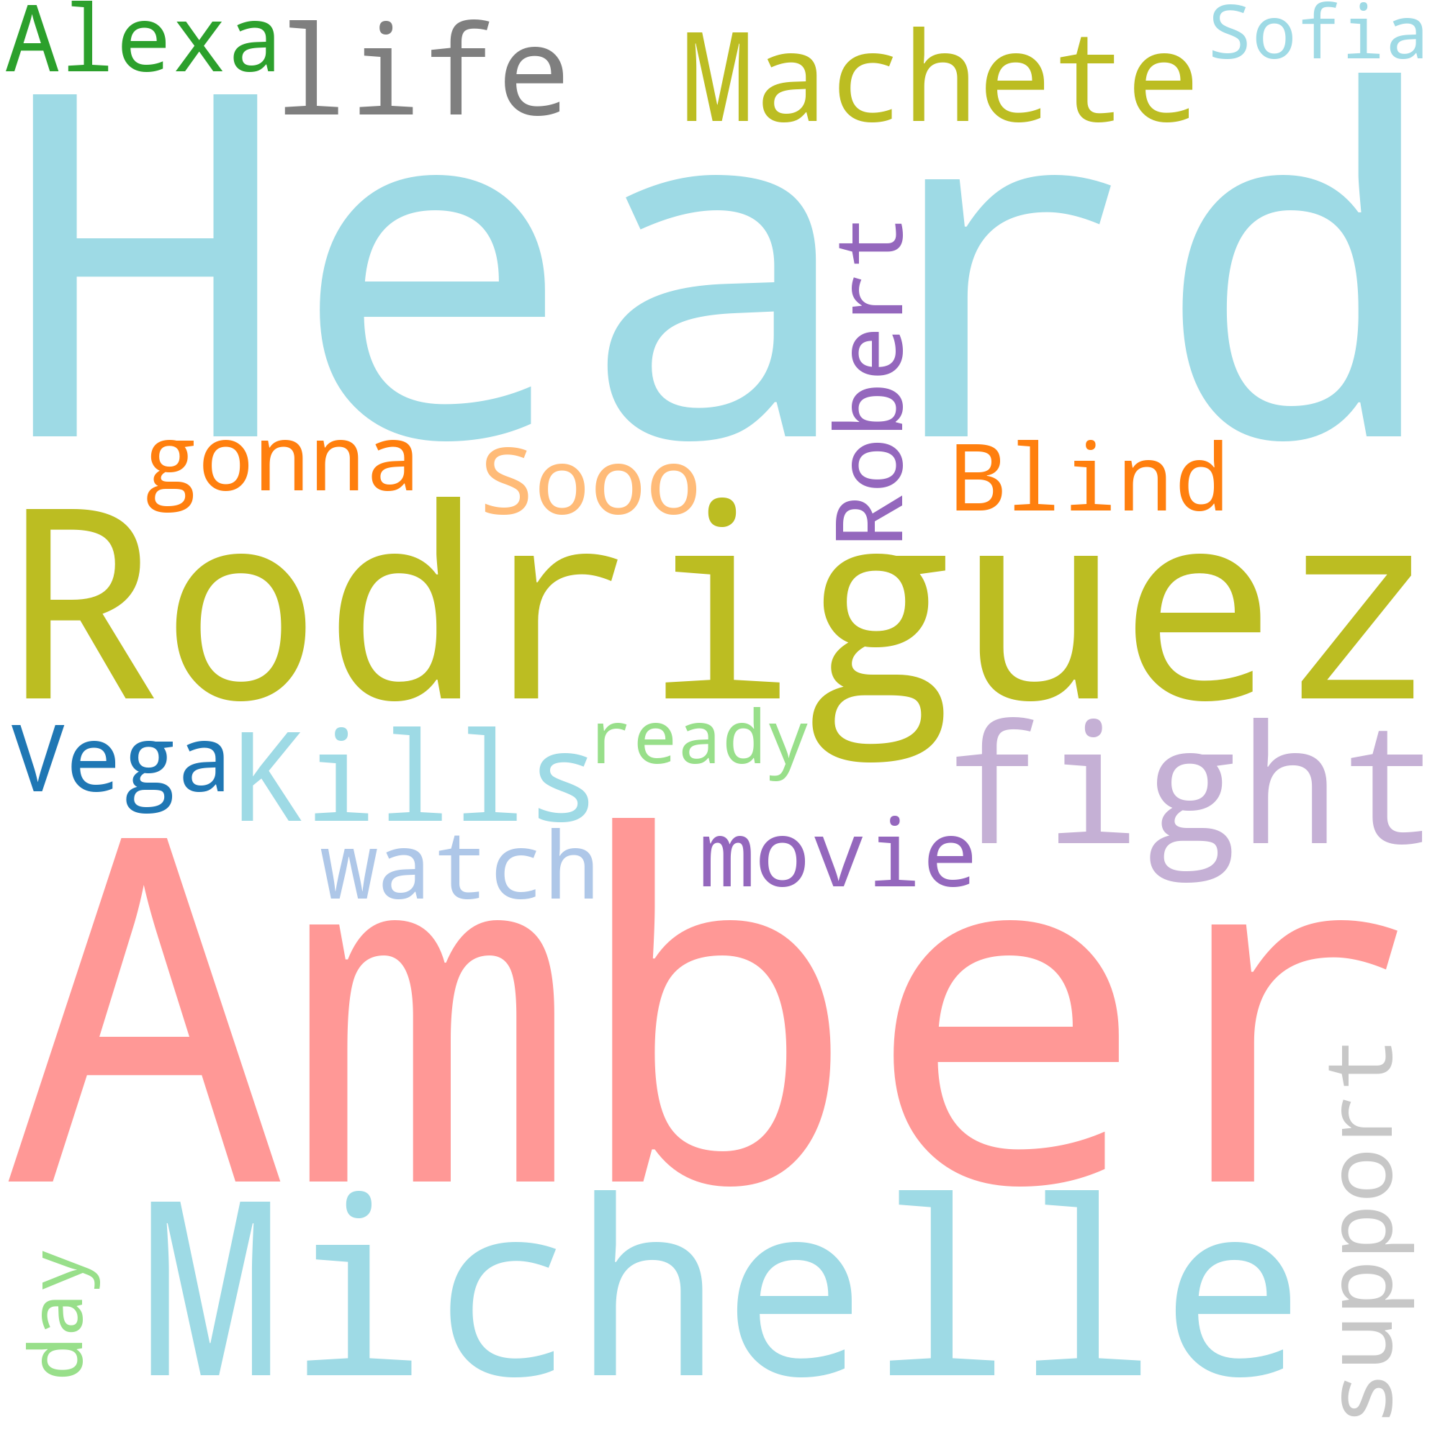 Alexa
life
Machete
Sofia
Heard
Robert
gonna
Sooo
Blind
Rodriguez
Vega
Kills
ready
fight
watch
movie
Amber
support
Michelle
day